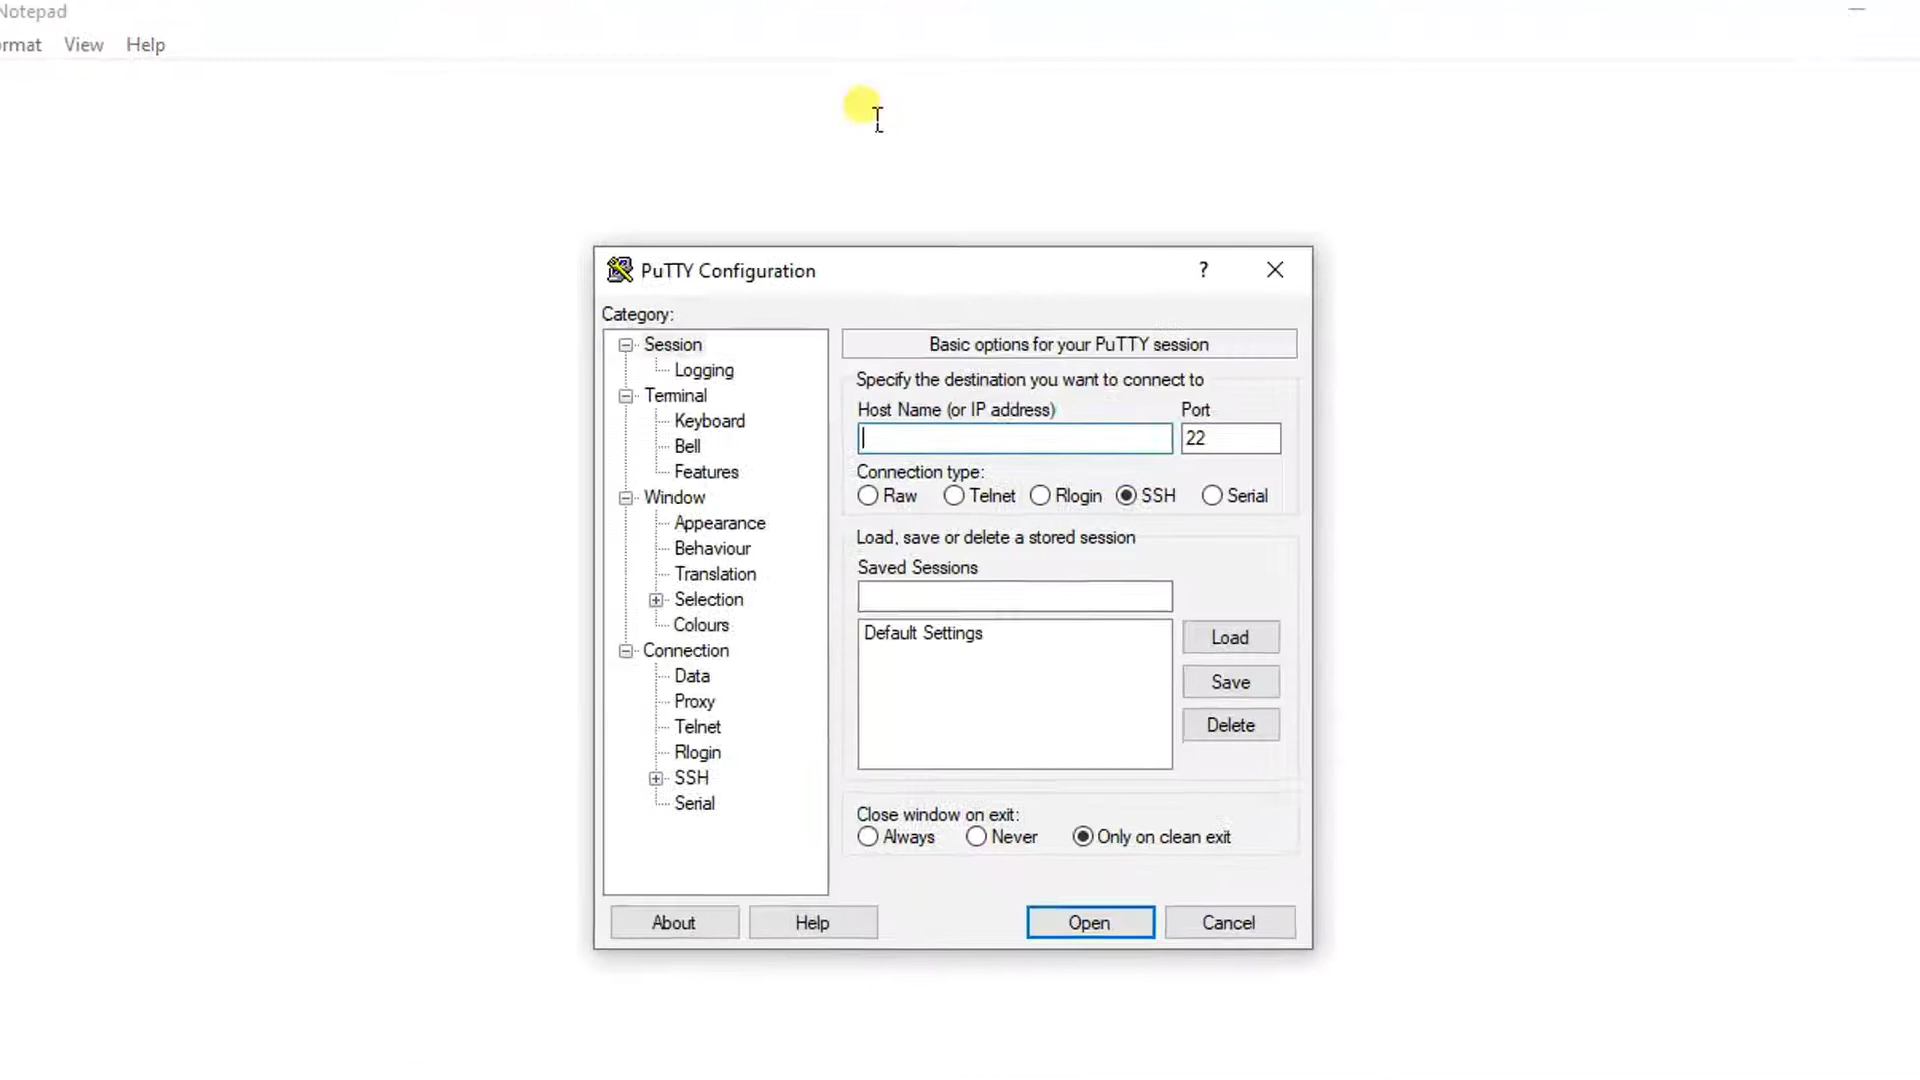 Notepad
ormat View Help
PuTTY Configuration ?
Category:
Session
Logging
Terminal
Keyboard
Bell
Features
Window
Appearance
Behaviour
Translation
Selection
Colours
Connection
Data
Proxy
Telnet
Rlogin
SSH
Serial
Basic options for your PuTTY session
Specify the destination you want to connect to
Host Name (or IP address) Port
22
Connection type:
Raw Telnet Rlogin SSH Serial
Load, save or delete a stored session
Saved Sessions
Default Settings
Load
Save
Delete
Close window on exit:
Always Never Only on clean exit
About Help Open Cancel